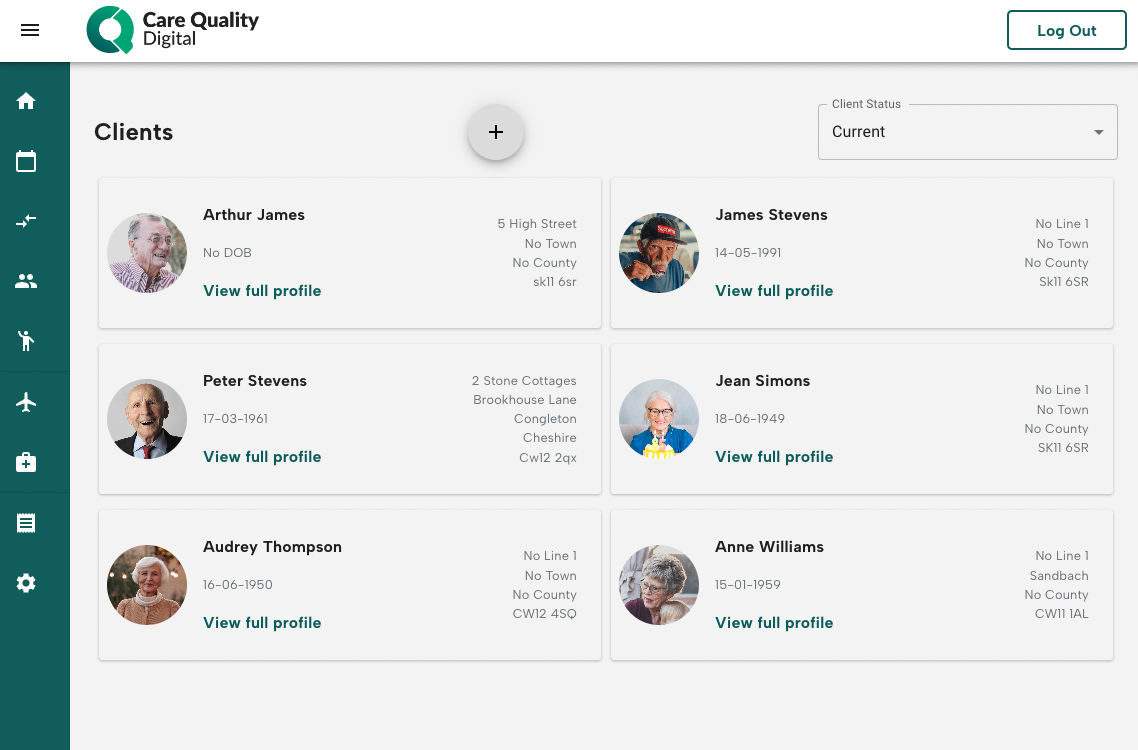 Care Quality
Digital
Log Out
Clients
Client Status
Current
Arthur James
No DOB
View full profile
5 High Street
No Town
No County
sk11 6sr
Supreme
James Stevens
14-05-1991
View full profile
No Line 1
No Town
No County
Sk11 6SR
Peter Stevens
17-03-1961
View full profile
2 Stone Cottages
Brookhouse Lane
Congleton
Cheshire
Cw12 2qx
Jean Simons
18-06-1949
View full profile
No Line 1
No Town
No County
SK11 6SR
Audrey Thompson
16-06-1950
View full profile
No Line 1
No Town
No County
CW12 4SQ
Anne Williams
15-01-1959
View full profile
No Line 1
Sandbach
No County
CW11 1AL